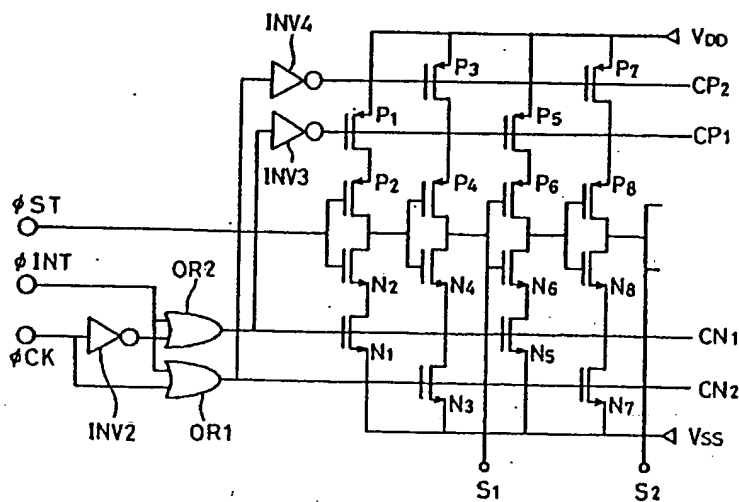 INV4
VDD
P3
P7
CP2
P1
P5
CP1
INV3
φST
P2
P4
P6
P8
φINT
OR2
N2
N4
N6
N8
CN1
φCK
N1
N5
CN2
INV2
OR1
N3
N7
VSS
S1
S2